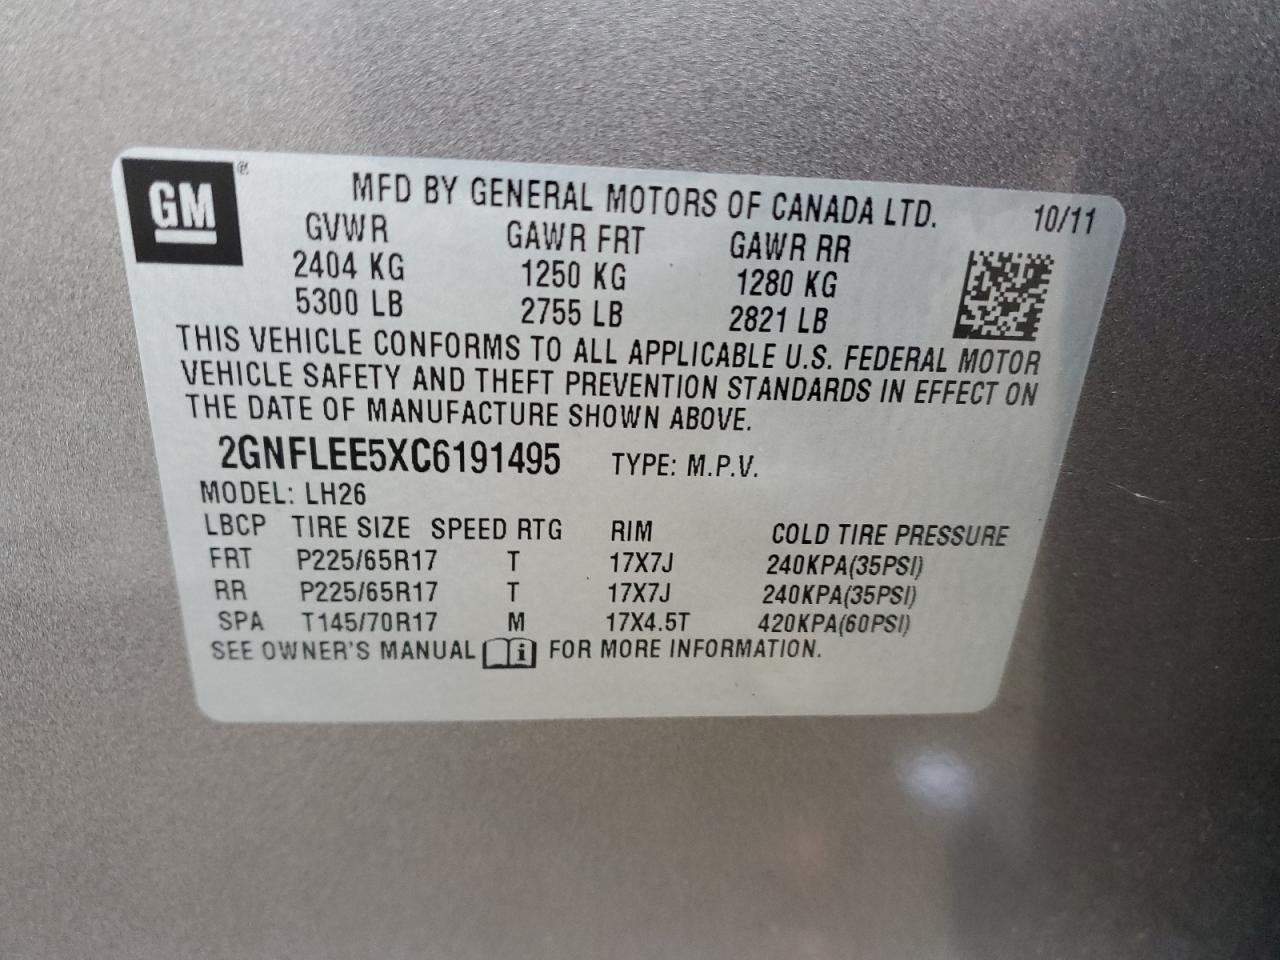 GM ® MFD BY GENERAL MOTORS OF CANADA LTD. 10/11
GVWR GAWR FRT GAWR RR
2404 KG 1250 KG 1280 KG
5300 LB 2755 LB 2821 LB
THIS VEHICLE CONFORMS TO ALL APPLICABLE U.S. FEDERAL MOTOR
VEHICLE SAFETY AND THEFT PREVENTION STANDARDS IN EFFECT ON
THE DATE OF MANUFACTURE SHOWN ABOVE.
2GNFLEE5XC6191495 TYPE: M.P.V.
MODEL: LH26
LBCP TIRE SIZE SPEED RTG RIM COLD TIRE PRESSURE
FRT P225/65R17 T 17X7J 240KPA(35PSI)
RR P225/65R17 T 17X7J 240KPA(35PSI)
SPA T145/70R17 M 17X4.5T 420KPA(60PSI)
SEE OWNER'S MANUAL i FOR MORE INFORMATION.